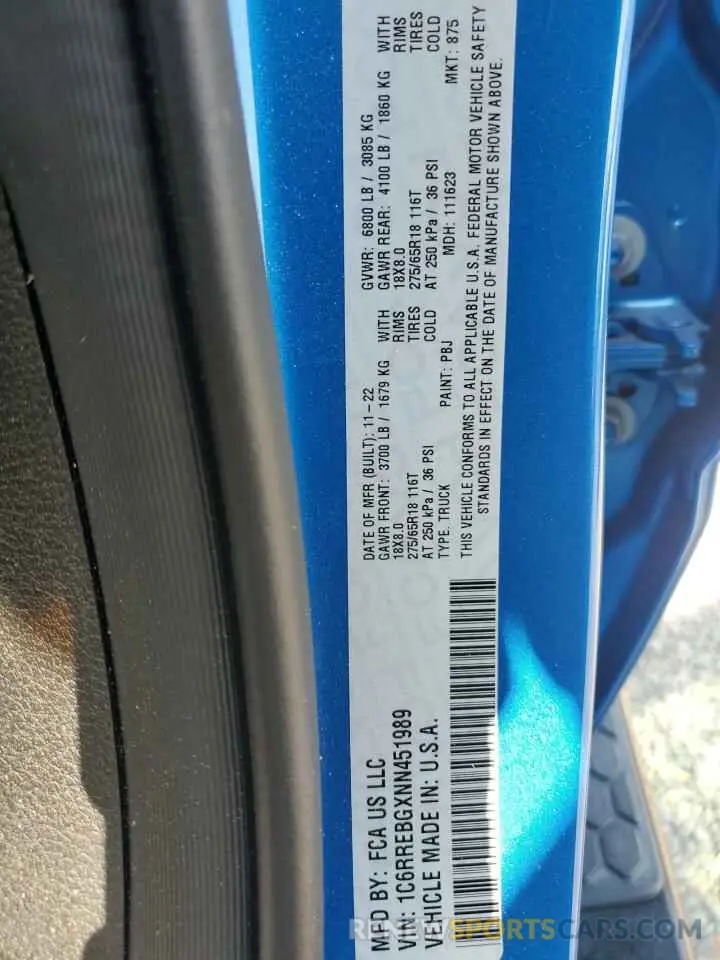 MFD BY: FCA US LLC
VIN: 1C6RREBGXNN451989
VEHICLE MADE IN: U.S.A.
DATE OF MFR (BUILT): 11-22 GVWR: 6800 LB / 3085 KG
GAWR FRONT: 3700 LB / 1679 KG WITH GAWR REAR: 4100 LB / 1860 KG WITH
18X8.0 RIMS 18X8.0 RIMS
275/65R18 116T TIRES 275/65R18 116T TIRES
AT 250 kPa / 36 PSI COLD AT 250 kPa / 36 PSI COLD
TYPE: TRUCK PAINT: PBJ MDH: 111623 MKT: 875
THIS VEHICLE CONFORMS TO ALL APPLICABLE U.S.A. FEDERAL MOTOR VEHICLE SAFETY
STANDARDS IN EFFECT ON THE DATE OF MANUFACTURE SHOWN ABOVE.
REVIEWSPORTSCARS.COM